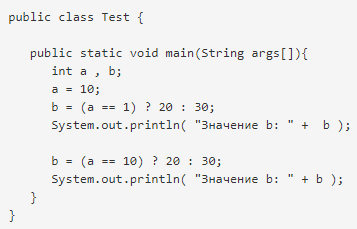 public class Test {
public static void main(String args[]){
int a , b;
a = 10;
b = (a == 1) ? 20 : 30;
System.out.println( "Значение b: " +  b );
b = (a == 10) ? 20 : 30;
System.out.println( "Значение b: " + b );
}
}